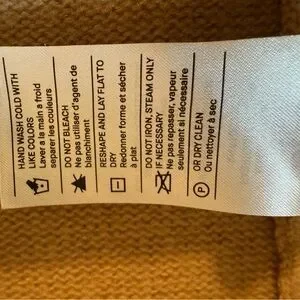 HAND WASH COLD WITH
LIKE COLORS
Laver à la main à froid
separer les couleurs
DO NOT BLEACH
Ne pas utiliser d'agent de
blanchiment
RESHAPE AND LAY FLAT TO
DRY
Redonner forme et sécher
à plat
DO NOT IRON, STEAM ONLY
IF NECESSARY
Ne pas repasser, vapeur
seulement si nécessaire
OR DRY CLEAN
Ou nettoyer à sec
P